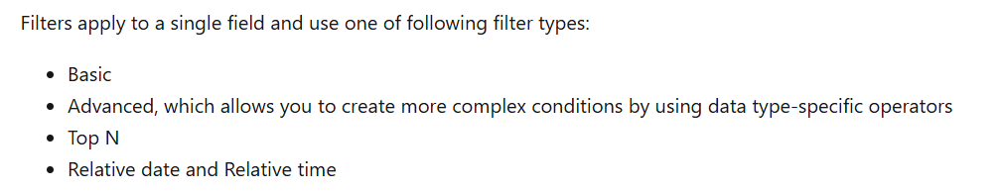 Filters apply to a single field and use one of following filter types:
• Basic
• Advanced, which allows you to create more complex conditions by using data type-specific operators
• Top N
• Relative date and Relative time